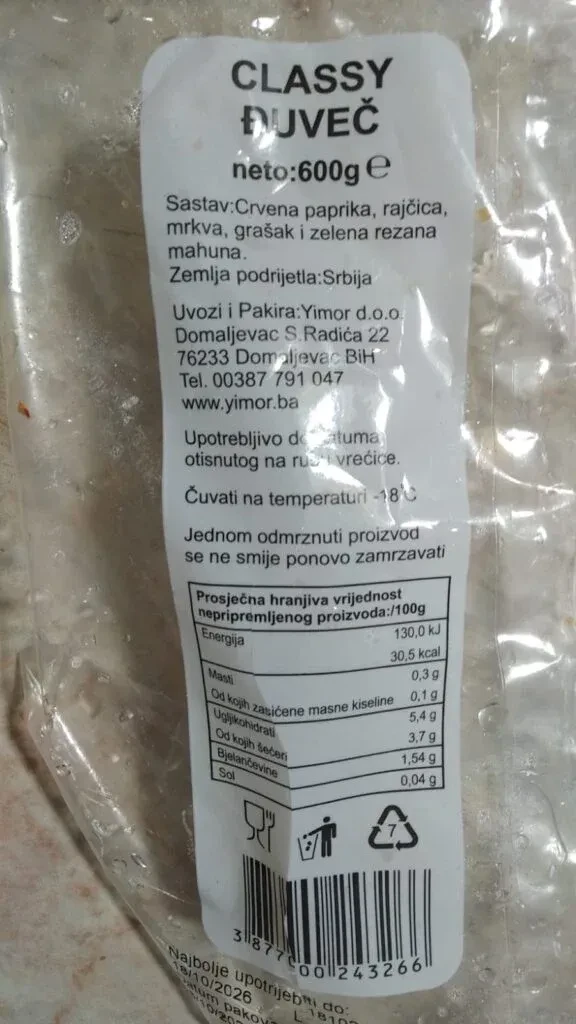 CLASSY
ĐUVEČ
neto:600g ℮
Sastav:Crvena paprika, rajčica,
mrkva, grašak i zelena rezana
mahuna.
Zemlja podrijetla:Srbija
Uvozi i Pakira:Yimor d.o.o
Domaljevac S.Radića 22
76233 Domaljevac BiH
Tel. 00387 791 047
www.yimor.ba
Upotrebljivo
otisnutog na vrećice.
Čuvati na temperaturi -18 C
Jednom odmrznuti proizvod
se ne smije ponovo zamrzavati
Prosječna hranjiva vrijednost
nepripremljenog proizvoda:/100g
Energija 130,0 kJ
30,5 kcal
Masti 0,3 g
Od kojih zasićene masne kiseline 0,1 g
Ugljikohidrati 5,4 g
Od kojih šećeri 3,7 g
Bjelančevine 1,54 g
Sol 0,04 g
7
3 877 00 243266
Najbolje upotrijebiti do:
18/10/2026